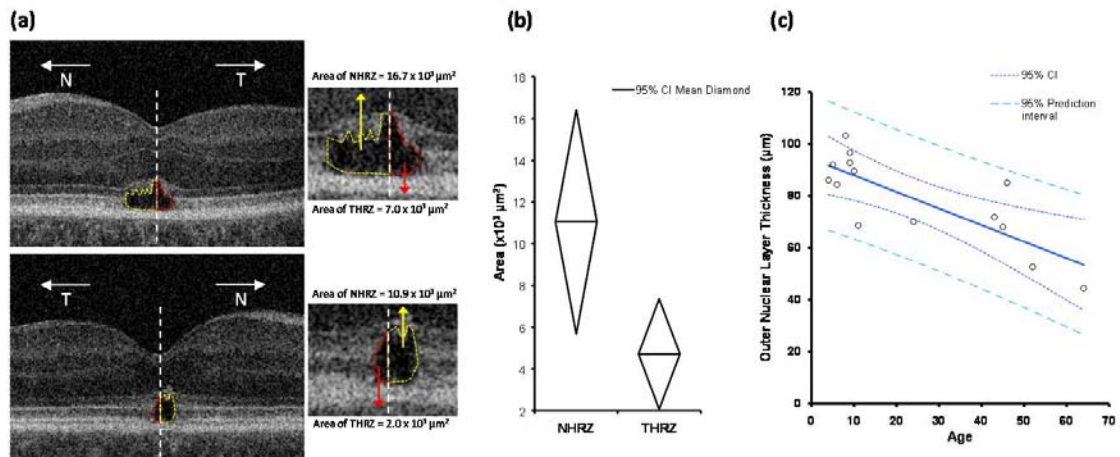 (a)
N
T
Area of NHRZ = 16.7 x 10³ µm²
Area of THRZ = 7.0 x 10³ µm²
T
N
Area of NHRZ = 10.9 x 10³ µm²
Area of THRZ = 2.0 x 10³ µm²
(b)
Area (x10³ µm²)
18
16
14
12
10
8
6
4
2
95% CI Mean Diamond
NHRZ
THRZ
(c)
Outer Nuclear Layer Thickness (µm)
120
100
80
60
40
20
0
95% CI
95% Prediction
interval
0
10
20
30
40
50
60
70
Age